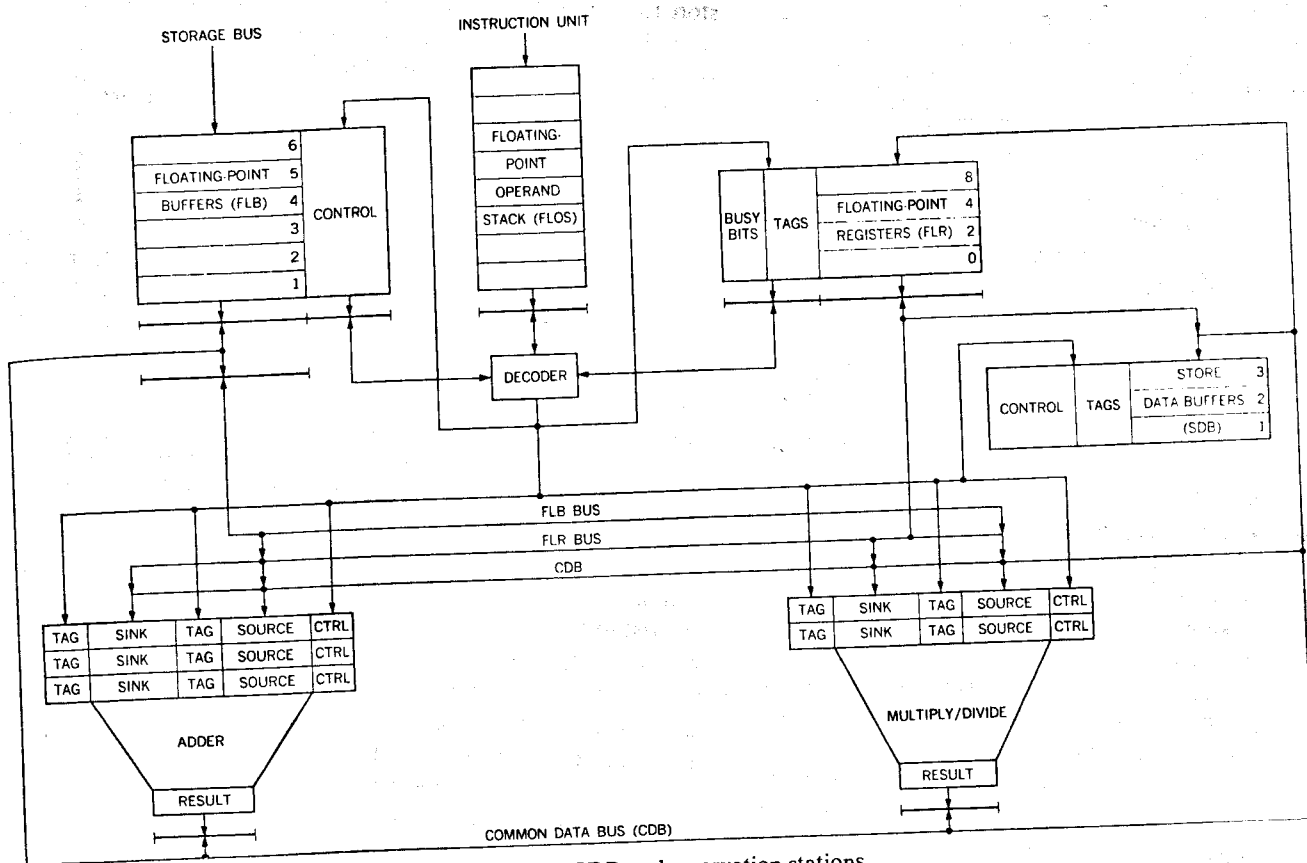 STORAGE BUS
INSTRUCTION UNIT
6
FLOATING-POINT 5
BUFFERS (FLB) 4
3
2
1
CONTROL
FLOATING-
POINT
OPERAND
STACK (FLOS)
BUSY
BITS
TAGS
8
FLOATING-POINT 4
REGISTERS (FLR) 2
0
DECODER
CONTROL
TAGS
STORE 3
DATA BUFFERS 2
(SDB) 1
FLB BUS
FLR BUS
CDB
TAG SINK TAG SOURCE CTRL
TAG SINK TAG SOURCE CTRL
TAG SINK TAG SOURCE CTRL
ADDER
RESULT
TAG SINK TAG SOURCE CTRL
TAG SINK TAG SOURCE CTRL
MULTIPLY/DIVIDE
RESULT
COMMON DATA BUS (CDB)